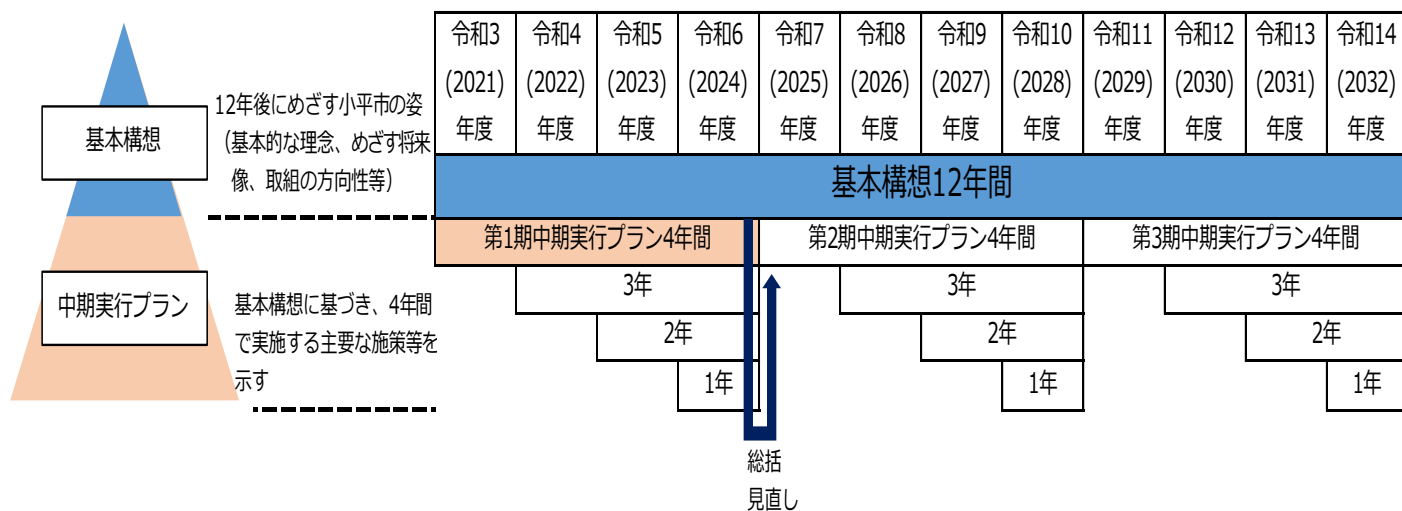 基本構想
12年後にめざす小平市の姿
（基本的な理念、めざす将来
像、取組の方向性等）
中期実行プラン
基本構想に基づき、4年間
で実施する主要な施策等を
示す
令和3 令和4 令和5 令和6 令和7 令和8 令和9 令和10 令和11 令和12 令和13 令和14
(2021) (2022) (2023) (2024) (2025) (2026) (2027) (2028) (2029) (2030) (2031) (2032)
年度 年度 年度 年度 年度 年度 年度 年度 年度 年度 年度 年度
基本構想12年間
第1期中期実行プラン4年間 第2期中期実行プラン4年間 第3期中期実行プラン4年間
3年 3年 3年
2年 2年 2年
1年 1年 1年
総括
見直し